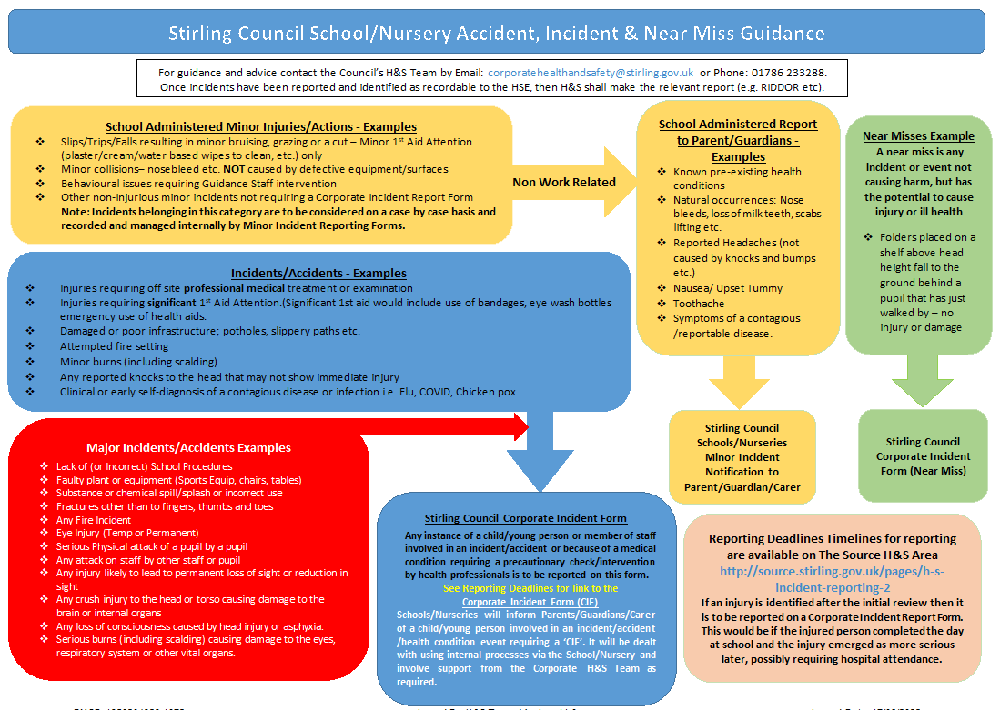 Stirling Council School/Nursery Accident, Incident & Near Miss Guidance
For guidance and advice contact the Council's H&S Team by Email: corporatehealthandsafety@stirling.gov.uk or Phone: 01786 233288.
Once incidents have been reported and identified as recordable to the HSE, then H&S shall make the relevant report (e.g. RIDDOR etc).
School Administered Minor Injuries/Actions - Examples
❖ Slips/Trips/Falls resulting in minor bruising, grazing or a cut – Minor 1st Aid Attention
(plaster/cream/water based wipes to clean, etc.) only
❖ Minor collisions– nosebleed etc. NOT caused by defective equipment/surfaces
❖ Behavioural issues requiring Guidance Staff intervention
❖ Other non-Injurious minor incidents not requiring a Corporate Incident Report Form
Note: Incidents belonging in this category are to be considered on a case by case basis and
recorded and managed internally by Minor Incident Reporting Forms.
Non Work Related
School Administered Report
to Parent/Guardians -
Examples
❖ Known pre-existing health
conditions
❖ Natural occurrences: Nose
bleeds, loss of milk teeth, scabs
lifting etc.
❖ Reported Headaches (not
caused by knocks and bumps
etc.)
❖ Nausea/ Upset Tummy
❖ Toothache
❖ Symptoms of a contagious
/reportable disease.
Near Misses Example
A near miss is any
incident or event not
causing harm, but has
the potential to cause
injury or ill health
❖ Folders placed on a
shelf above head
height fall to the
ground behind a
pupil that has just
walked by – no
injury or damage
Incidents/Accidents - Examples
❖ Injuries requiring off site professional medical treatment or examination
❖ Injuries requiring significant 1st Aid Attention.(Significant 1st aid would include use of bandages, eye wash bottles
emergency use of health aids.
❖ Damaged or poor infrastructure; potholes, slippery paths etc.
❖ Attempted fire setting
❖ Minor burns (including scalding)
❖ Any reported knocks to the head that may not show immediate injury
❖ Clinical or early self-diagnosis of a contagious disease or infection i.e. Flu, COVID, Chicken pox
Major Incidents/Accidents Examples
❖ Lack of (or Incorrect) School Procedures
❖ Faulty plant or equipment (Sports Equip, chairs, tables)
❖ Substance or chemical spill/splash or incorrect use
❖ Fractures other than to fingers, thumbs and toes
❖ Any Fire Incident
❖ Eye Injury (Temp or Permanent)
❖ Serious Physical attack of a pupil by a pupil
❖ Any attack on staff by other staff or pupil
❖ Any injury likely to lead to permanent loss of sight or reduction in
sight
❖ Any crush injury to the head or torso causing damage to the
brain or internal organs
❖ Any loss of consciousness caused by head injury or asphyxia.
❖ Serious burns (including scalding) causing damage to the eyes,
respiratory system or other vital organs.
Stirling Council Corporate Incident Form
Any instance of a child/young person or member of staff
involved in an incident/accident or because of a medical
condition requiring a precautionary check/intervention
by health professionals is to be reported on this form.
See Reporting Deadlines for link to the
Corporate Incident Form (CIF)
Schools/Nurseries will inform Parents/Guardians/Carer
of a child/young person involved in an incident/accident
/health condition event requiring a 'CIF'. It will be dealt
with using internal processes via the School/Nursery and
involve support from the Corporate H&S Team as
required.
Stirling Council
Schools/Nurseries
Minor Incident
Notification to
Parent/Guardian/Carer
Stirling Council
Corporate Incident
Form (Near Miss)
Reporting Deadlines Timelines for reporting
are available on The Source H&S Area
http://source.stirling.gov.uk/pages/h-s-
incident-reporting-2
If an injury is identified after the initial review then it
is to be reported on a Corporate Incident Report Form.
This would be if the injured person completed the day
at school and the injury emerged as more serious
later, possibly requiring hospital attendance.